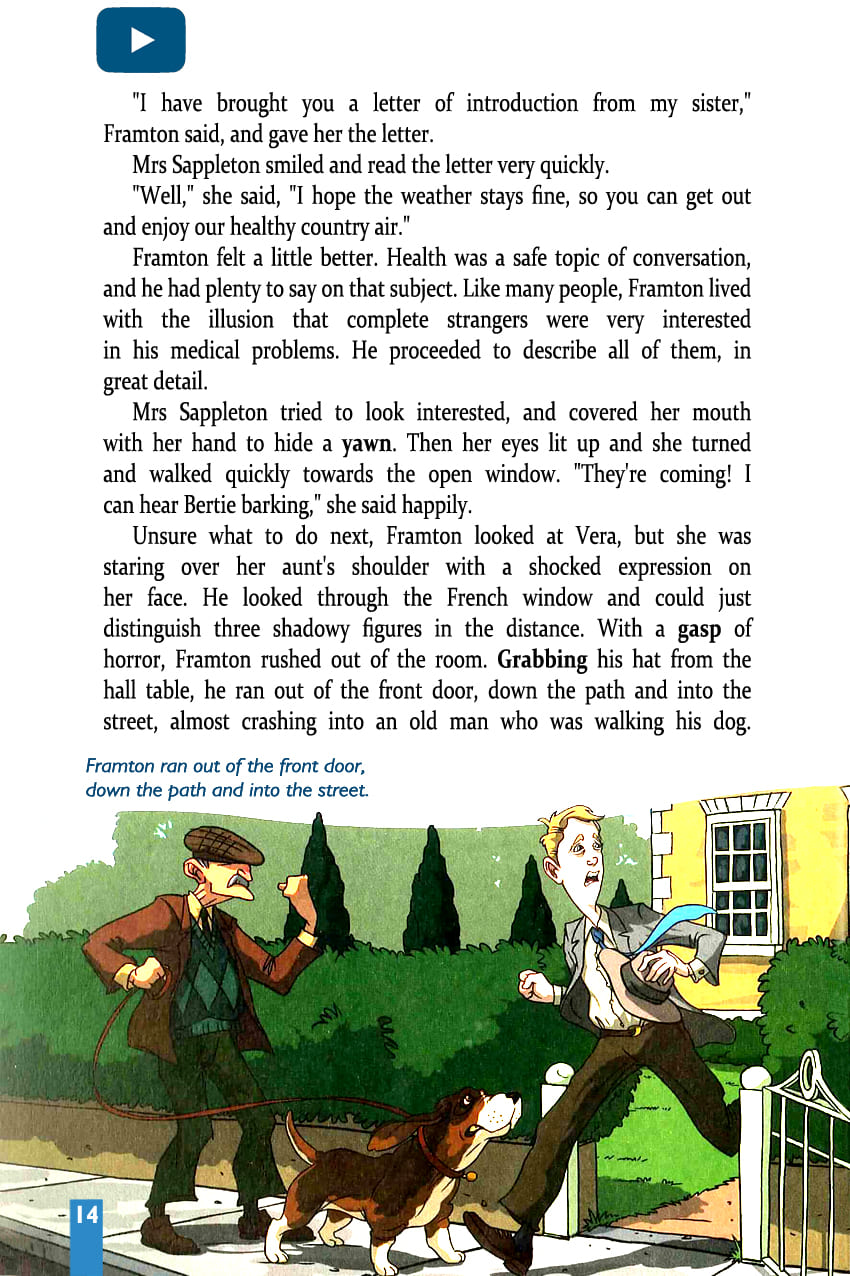 "I have brought you a letter of introduction from my sister,"
Framton said, and gave her the letter.
Mrs Sappleton smiled and read the letter very quickly.
"Well," she said, "I hope the weather stays fine, so you can get out
and enjoy our healthy country air."
Framton felt a little better. Health was a safe topic of conversation,
and he had plenty to say on that subject. Like many people, Framton lived
with the illusion that complete strangers were very interested
in his medical problems. He proceeded to describe all of them, in
great detail.
Mrs Sappleton tried to look interested, and covered her mouth
with her hand to hide a yawn. Then her eyes lit up and she turned
and walked quickly towards the open window. "They're coming! I
can hear Bertie barking," she said happily.
Unsure what to do next, Framton looked at Vera, but she was
staring over her aunt's shoulder with a shocked expression on
her face. He looked through the French window and could just
distinguish three shadowy figures in the distance. With a gasp of
horror, Framton rushed out of the room. Grabbing his hat from the
hall table, he ran out of the front door, down the path and into the
street, almost crashing into an old man who was walking his dog.
Framton ran out of the front door,
down the path and into the street.
14